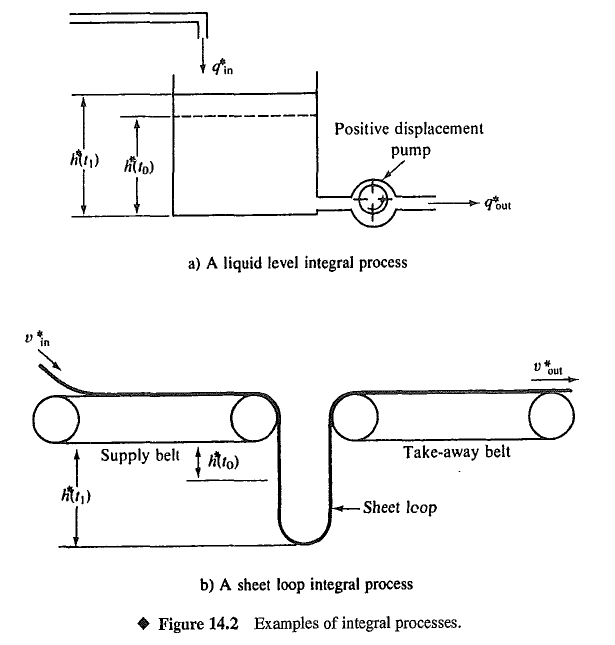 q*in
Positive displacement
pump
h*(t1)
h*(t0)
q*out
a) A liquid level integral process
v*in
v*out
Supply belt
h*(t0)
Take-away belt
h*(t1)
Sheet loop
b) A sheet loop integral process
◆ Figure 14.2 Examples of integral processes.